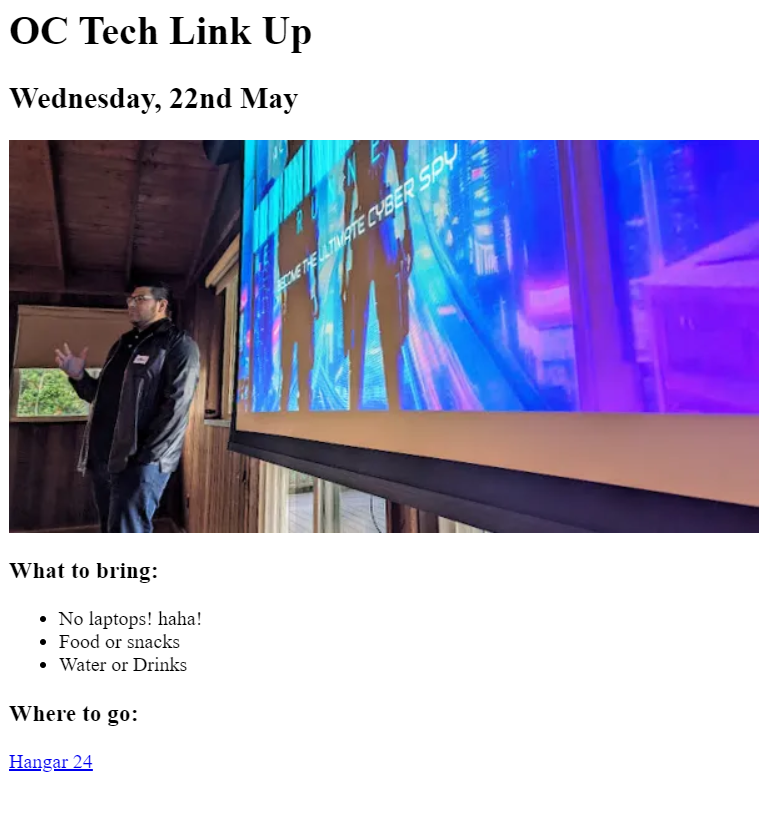 OC Tech Link Up
Wednesday, 22nd May
BECOME THE ULTIMATE CYBER SPY
What to bring:
No laptops! haha!
Food or snacks
Water or Drinks
Where to go:
Hangar 24